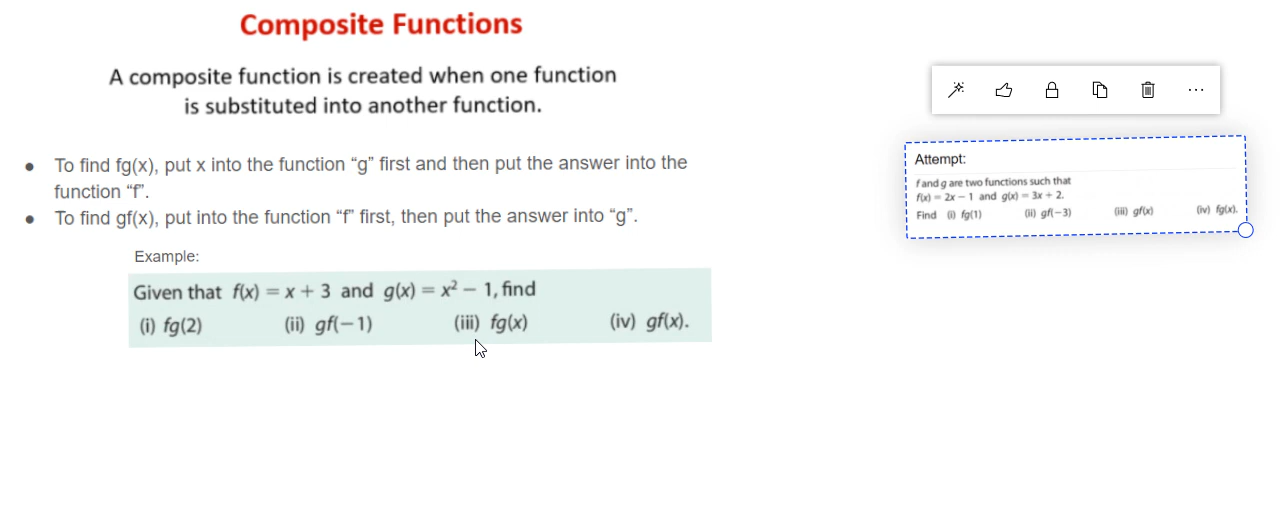 Composite Functions
A composite function is created when one function
is substituted into another function.
● To find fg(x), put x into the function “g” first and then put the answer into the
function “f”.
● To find gf(x), put into the function “f” first, then put the answer into “g”.
Example:
Given that f(x) = x + 3 and g(x) = x² − 1, find
(i) fg(2) (ii) gf(−1) (iii) fg(x) (iv) gf(x).
Attempt:
f and g are two functions such that
f(x) = 2x − 1 and g(x) = 3x + 2.
Find (i) fg(1) (ii) gf(−3) (iii) gf(x) (iv) fg(x).